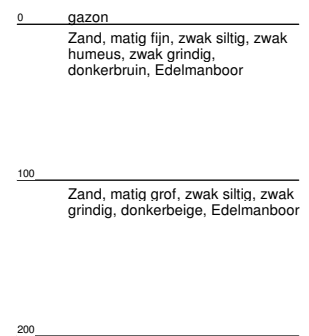 0 gazon
Zand, matig fijn, zwak siltig, zwak
humeus, zwak grindig,
donkerbruin, Edelmanboor
100
Zand, matig grof, zwak siltig, zwak
grindig, donkerbeige, Edelmanboor
200